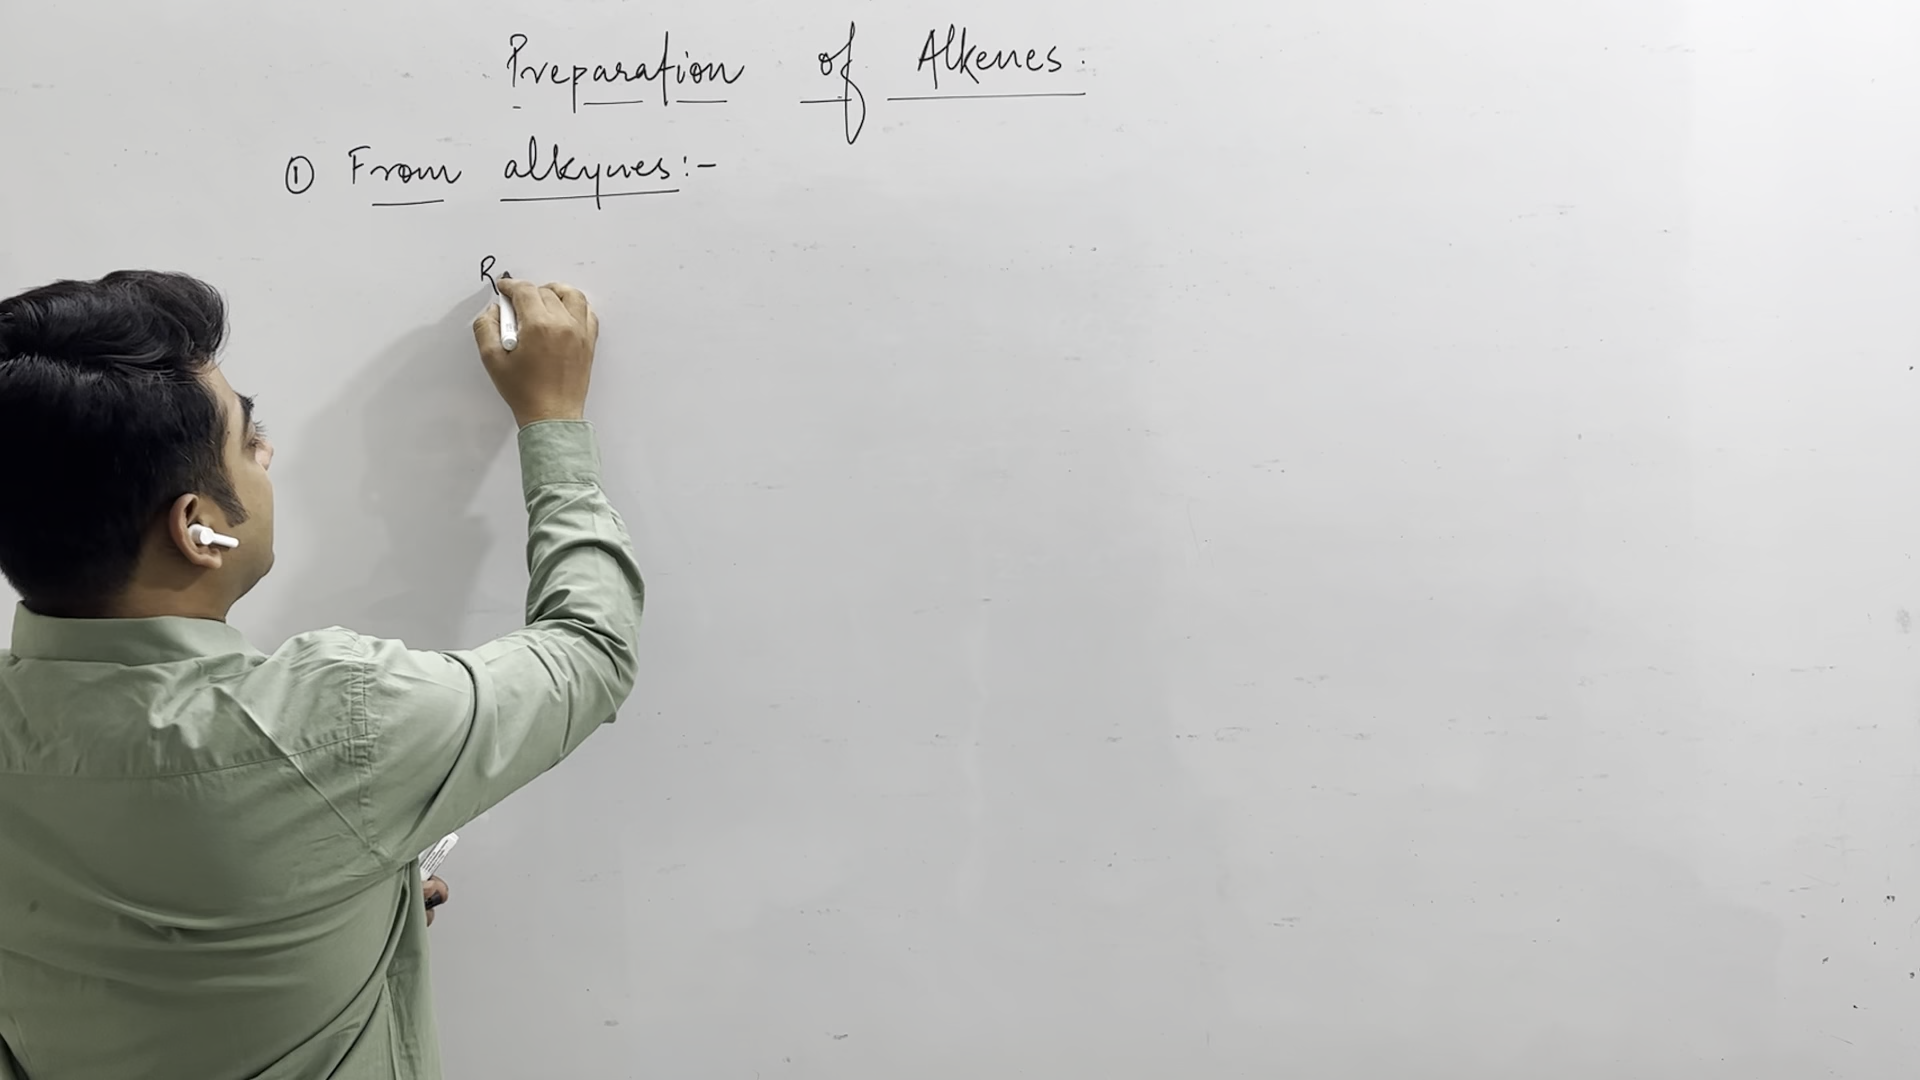 Preparation of Alkenes.
① From alkynes:-
R